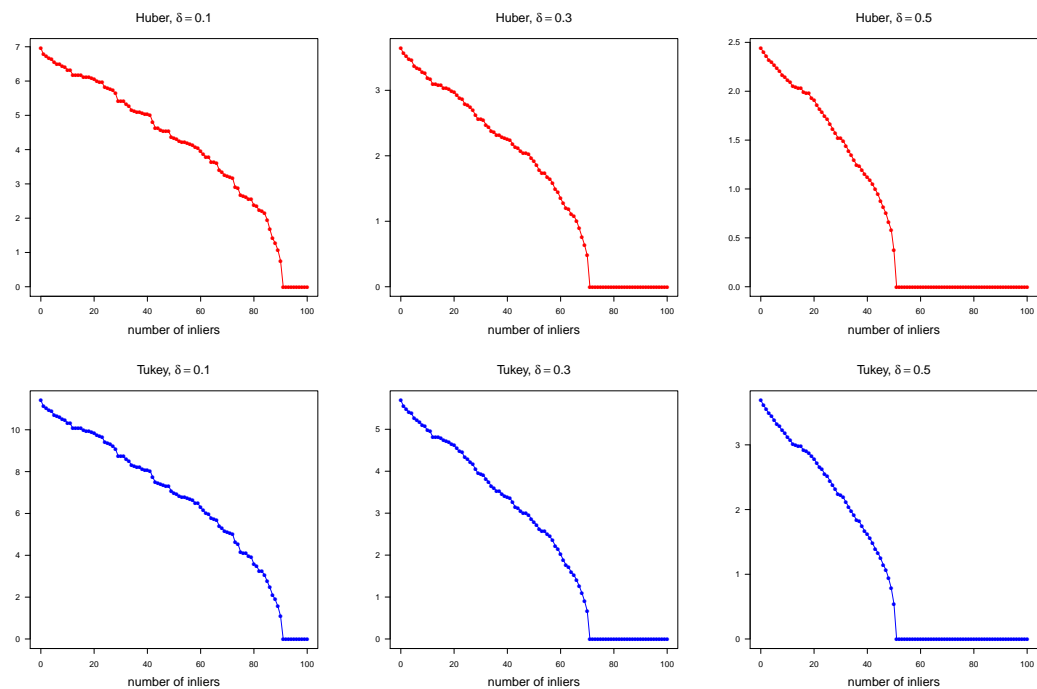 Huber, δ = 0.1
7
6
5
4
3
2
1
0
0 20 40 60 80 100
number of inliers
Huber, δ = 0.3
3
2
1
0
0 20 40 60 80 100
number of inliers
Huber, δ = 0.5
2.5
2.0
1.5
1.0
0.5
0.0
0 20 40 60 80 100
number of inliers
Tukey, δ = 0.1
10
8
6
4
2
0
0 20 40 60 80 100
number of inliers
Tukey, δ = 0.3
5
4
3
2
1
0
0 20 40 60 80 100
number of inliers
Tukey, δ = 0.5
3
2
1
0
0 20 40 60 80 100
number of inliers